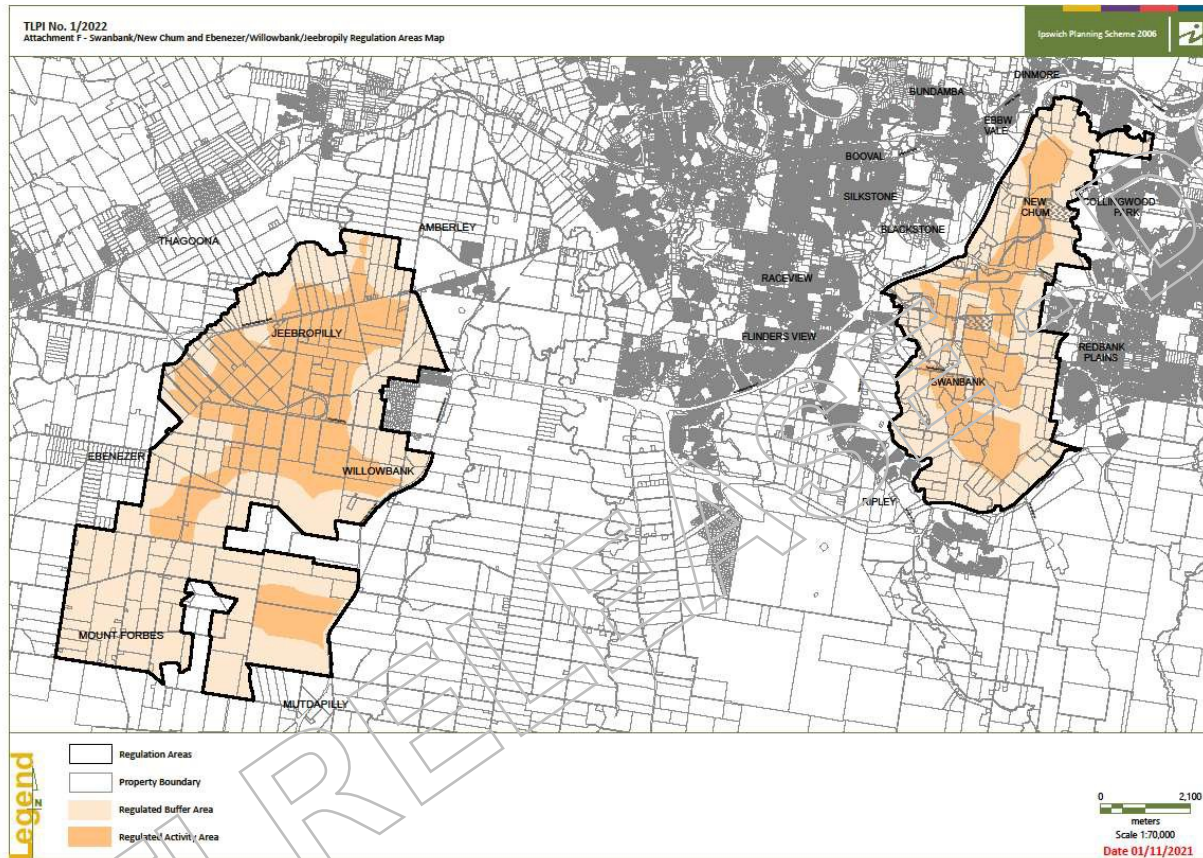 TLPI No. 1/2022
Attachment F - Swanbank/New Chum and Ebenezer/Willowbank/Jeebropily Regulation Areas Map
Ipswich Planning Scheme 2006
DINMORE
BUNDAMBA
EBBW
VALE
BOOVAL
SILKSTONE
NEW
CHUM
COLLINGWOOD
PARK
BLACKSTONE
THAGOONA
AMBERLEY
RACEVIEW
JEEBROPILLY
FLINDERS VIEW
REDBANK
PLAINS
SWANBANK
EBENEZER
WILLOWBANK
RIPLEY
MOUNT FORBES
MUTDAPILLY
RTI RELEASE
Legend
N
Regulation Areas
Property Boundary
Regulated Buffer Area
Regulated Activity Area
0 2,100
meters
Scale 1:70,000
Date 01/11/2021